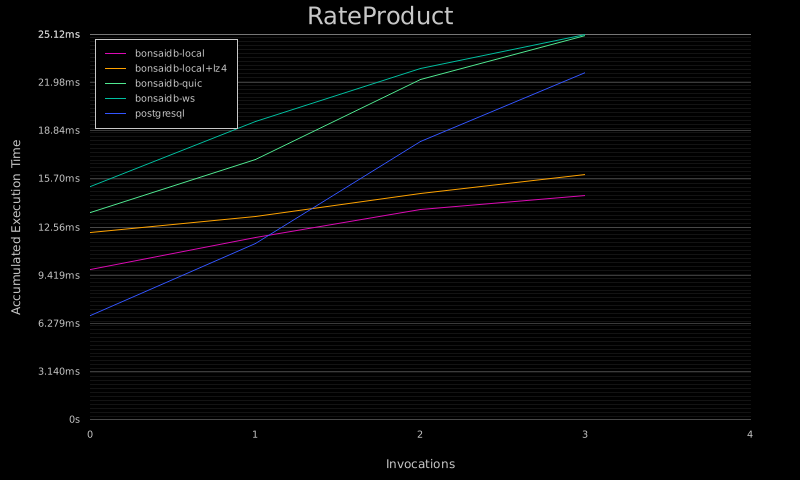 RateProduct
25.12ms
21.98ms
18.84ms
15.70ms
12.56ms
9.419ms
6.279ms
3.140ms
0s
Accumulated Execution Time
bonsaidb-local
bonsaidb-local+lz4
bonsaidb-quic
bonsaidb-ws
postgresql
0 1 2 3 4
Invocations